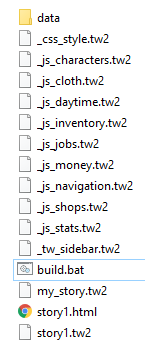 data
_css_style.tw2
_js_characters.tw2
_js_cloth.tw2
_js_daytime.tw2
_js_inventory.tw2
_js_jobs.tw2
_js_money.tw2
_js_navigation.tw2
_js_shops.tw2
_js_stats.tw2
_tw_sidebar.tw2
build.bat
my_story.tw2
story1.html
story1.tw2